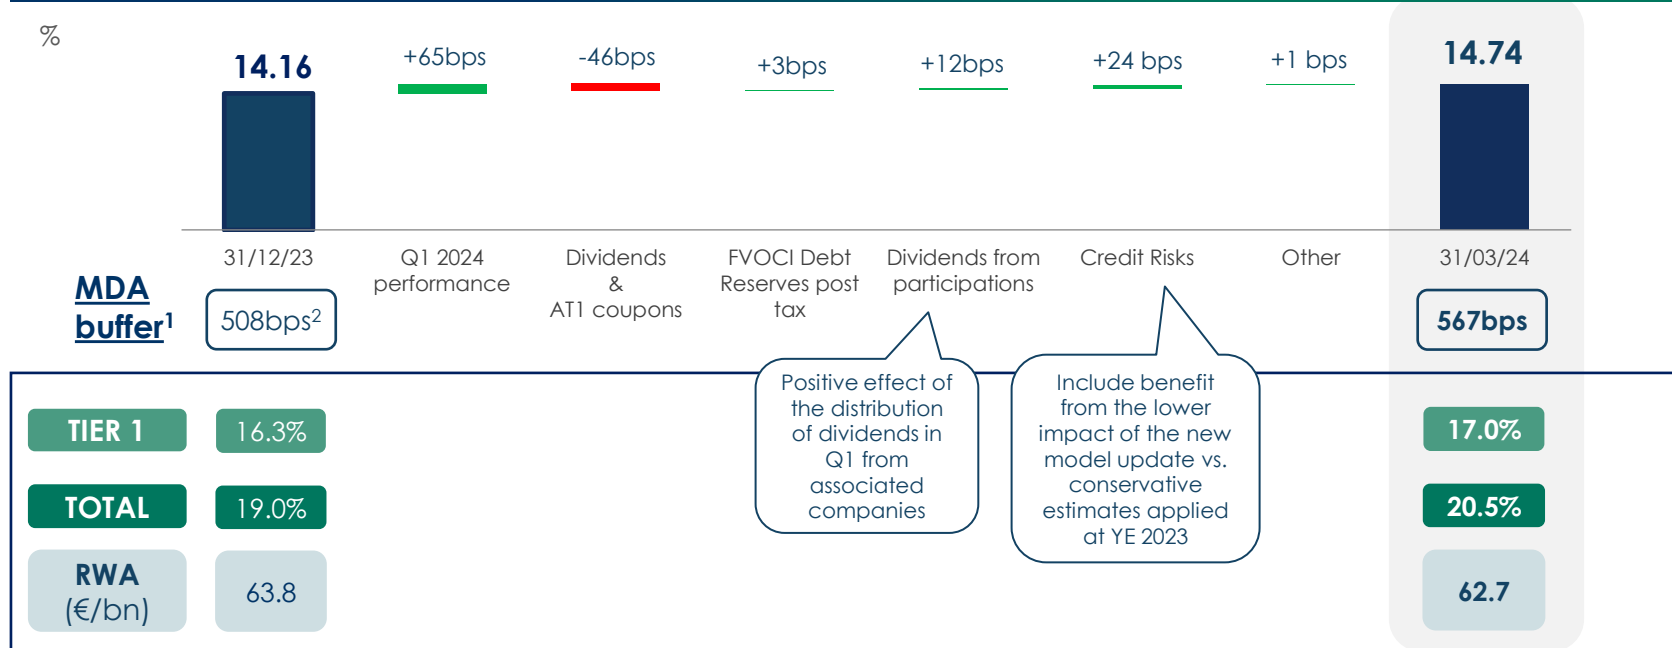 %
14.16
+65bps
-46bps
+3bps
+12bps
+24 bps
+1 bps
14.74
31/12/23
Q1 2024
performance
Dividends
&
AT1 coupons
FVOCI Debt
Reserves post
tax
Dividends from
participations
Credit Risks
Other
31/03/24
MDA
buffer¹
508bps²
567bps
Positive effect of
the distribution
of dividends in
Q1 from
associated
companies
Include benefit
from the lower
impact of the new
model update vs.
conservative
estimates applied
at YE 2023
TIER 1
16.3%
17.0%
TOTAL
19.0%
20.5%
RWA
(€/bn)
63.8
62.7